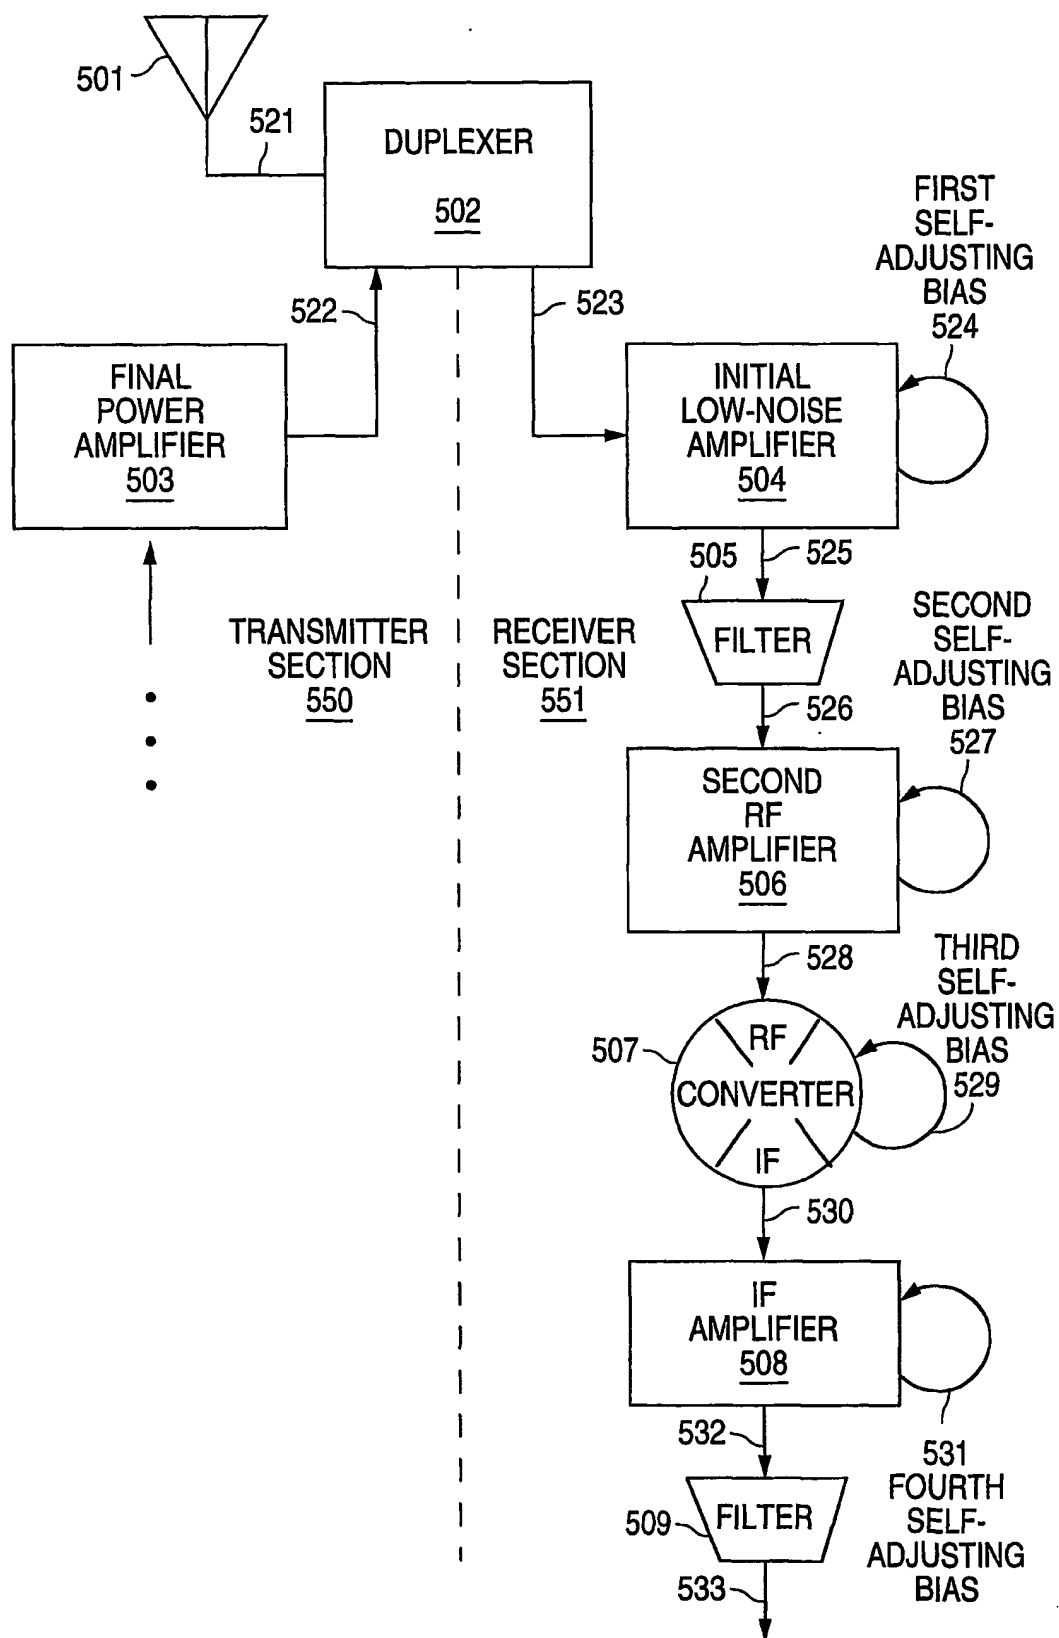 501
521
DUPLEXER
502
522
523
FIRST
SELF-
ADJUSTING
BIAS
524
FINAL
POWER
AMPLIFIER
503
INITIAL
LOW-NOISE
AMPLIFIER
504
505
525
FILTER
526
TRANSMITTER
SECTION
550
RECEIVER
SECTION
551
SECOND
SELF-
ADJUSTING
BIAS
527
SECOND
RF
AMPLIFIER
506
528
THIRD
SELF-
ADJUSTING
BIAS
529
507
RF
CONVERTER
IF
530
IF
AMPLIFIER
508
531
FOURTH
SELF-
ADJUSTING
BIAS
532
509
FILTER
533